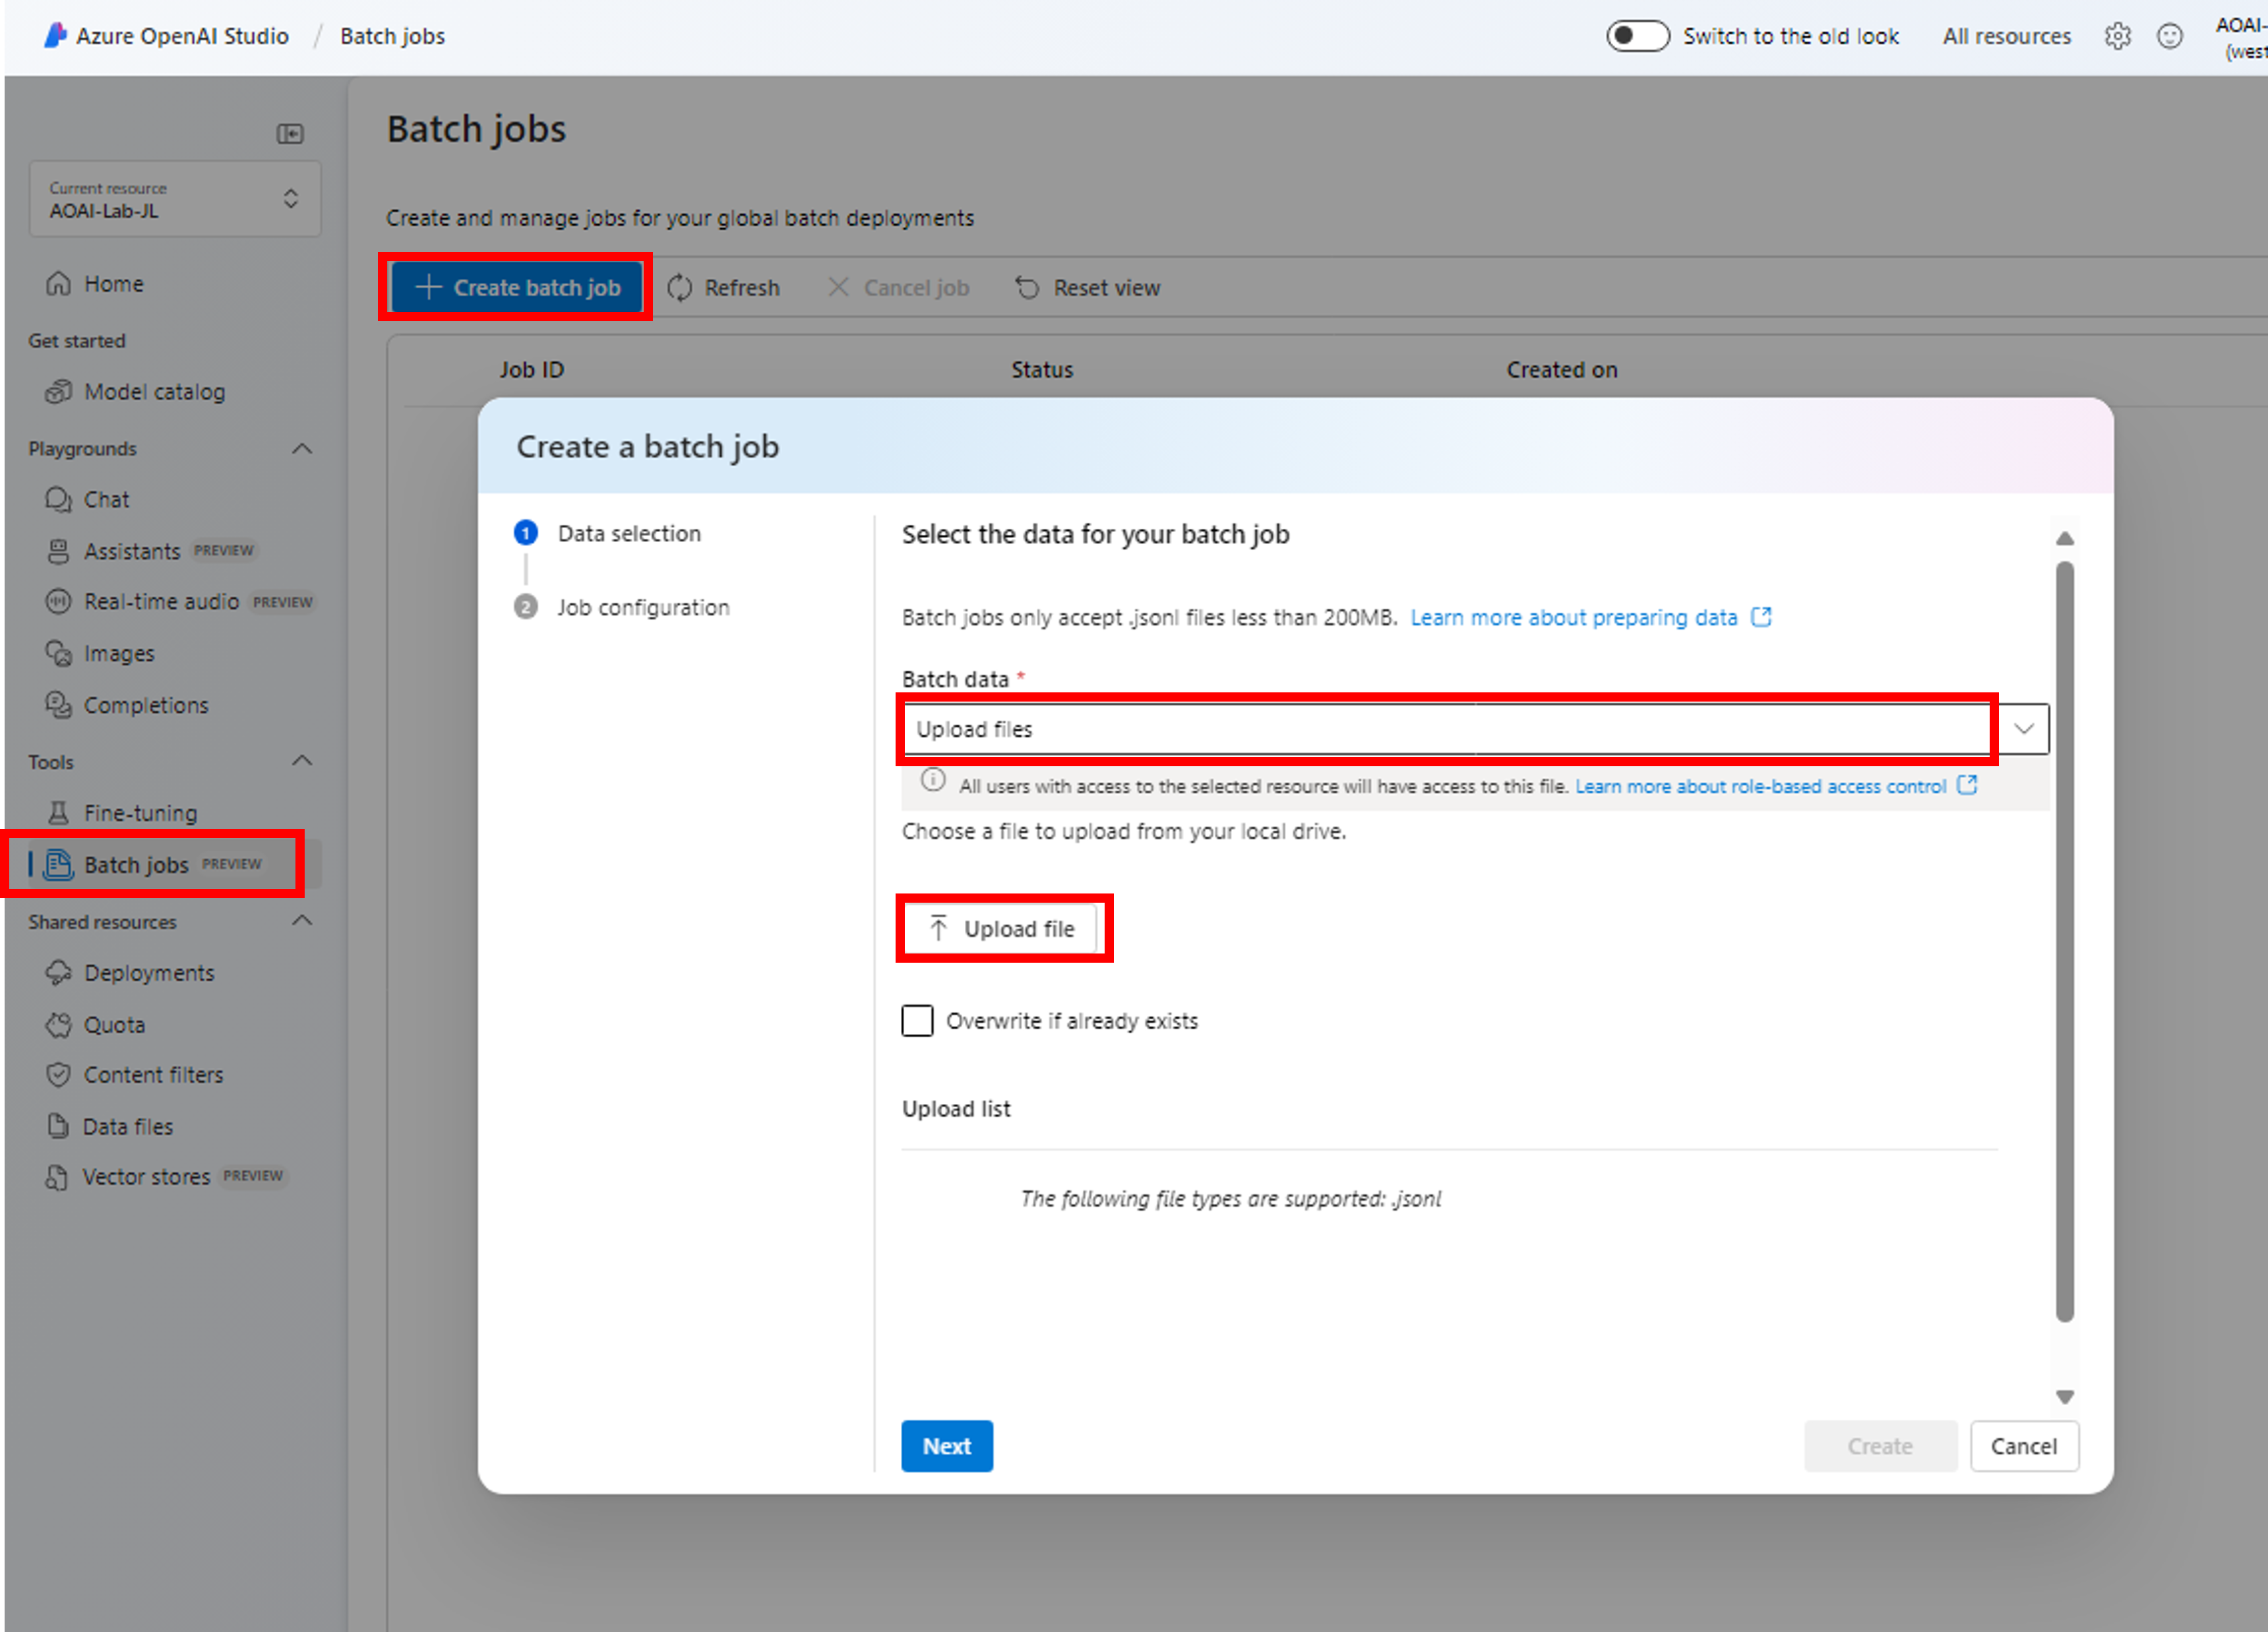 Azure OpenAI Studio / Batch jobs
Switch to the old look
All resources
AOAI-
(west
Current resource
AOAI-Lab-JL
Home
Get started
Model catalog
Playgrounds
Chat
Assistants PREVIEW
Real-time audio PREVIEW
Images
Completions
Tools
Fine-tuning
Batch jobs PREVIEW
Shared resources
Deployments
Quota
Content filters
Data files
Vector stores PREVIEW
Batch jobs
Create and manage jobs for your global batch deployments
Create batch job
Refresh
Cancel job
Reset view
Job ID
Status
Created on
Create a batch job
1 Data selection
2 Job configuration
Select the data for your batch job
Batch jobs only accept .jsonl files less than 200MB. Learn more about preparing data
Batch data *
Upload files
All users with access to the selected resource will have access to this file. Learn more about role-based access control
Choose a file to upload from your local drive.
Upload file
Overwrite if already exists
Upload list
The following file types are supported: .jsonl
Next
Create
Cancel